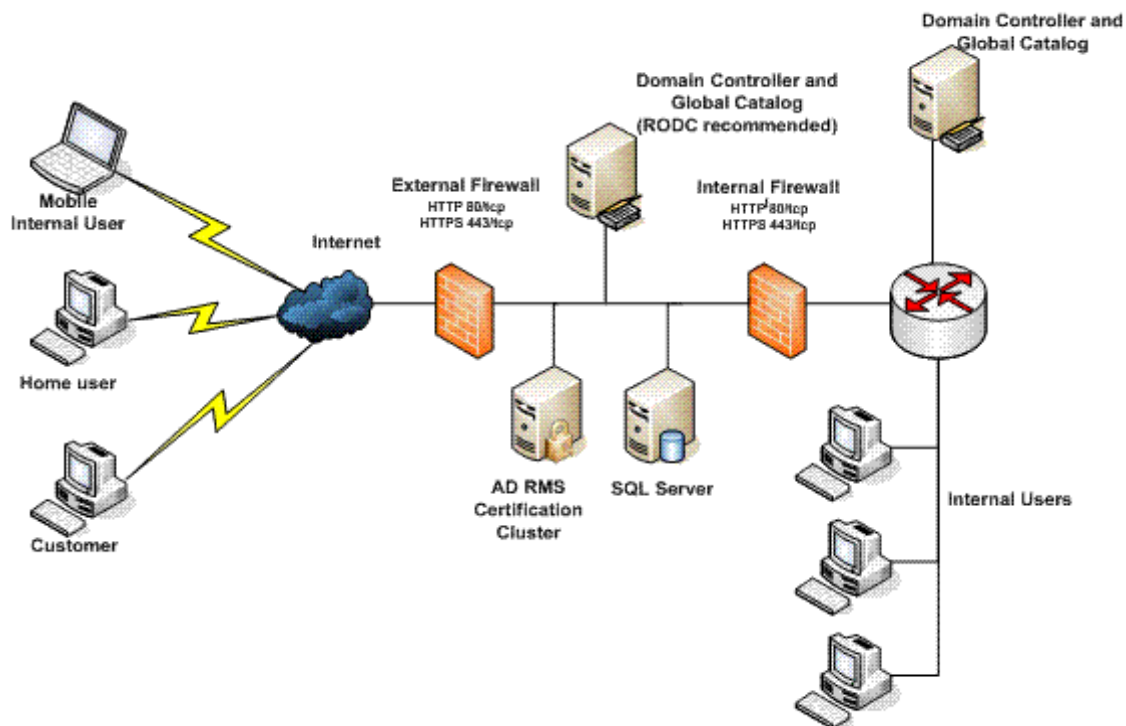 Domain Controller and
Global Catalog
Domain Controller and
Global Catalog
(RODC recommended)
External Firewall
HTTP 80/tcp
HTTPS 443/tcp
Internal Firewall
HTTP 80/tcp
HTTPS 443/tcp
Mobile
Internal User
Internet
Home user
AD RMS
Certification
Cluster
SQL Server
Internal Users
Customer